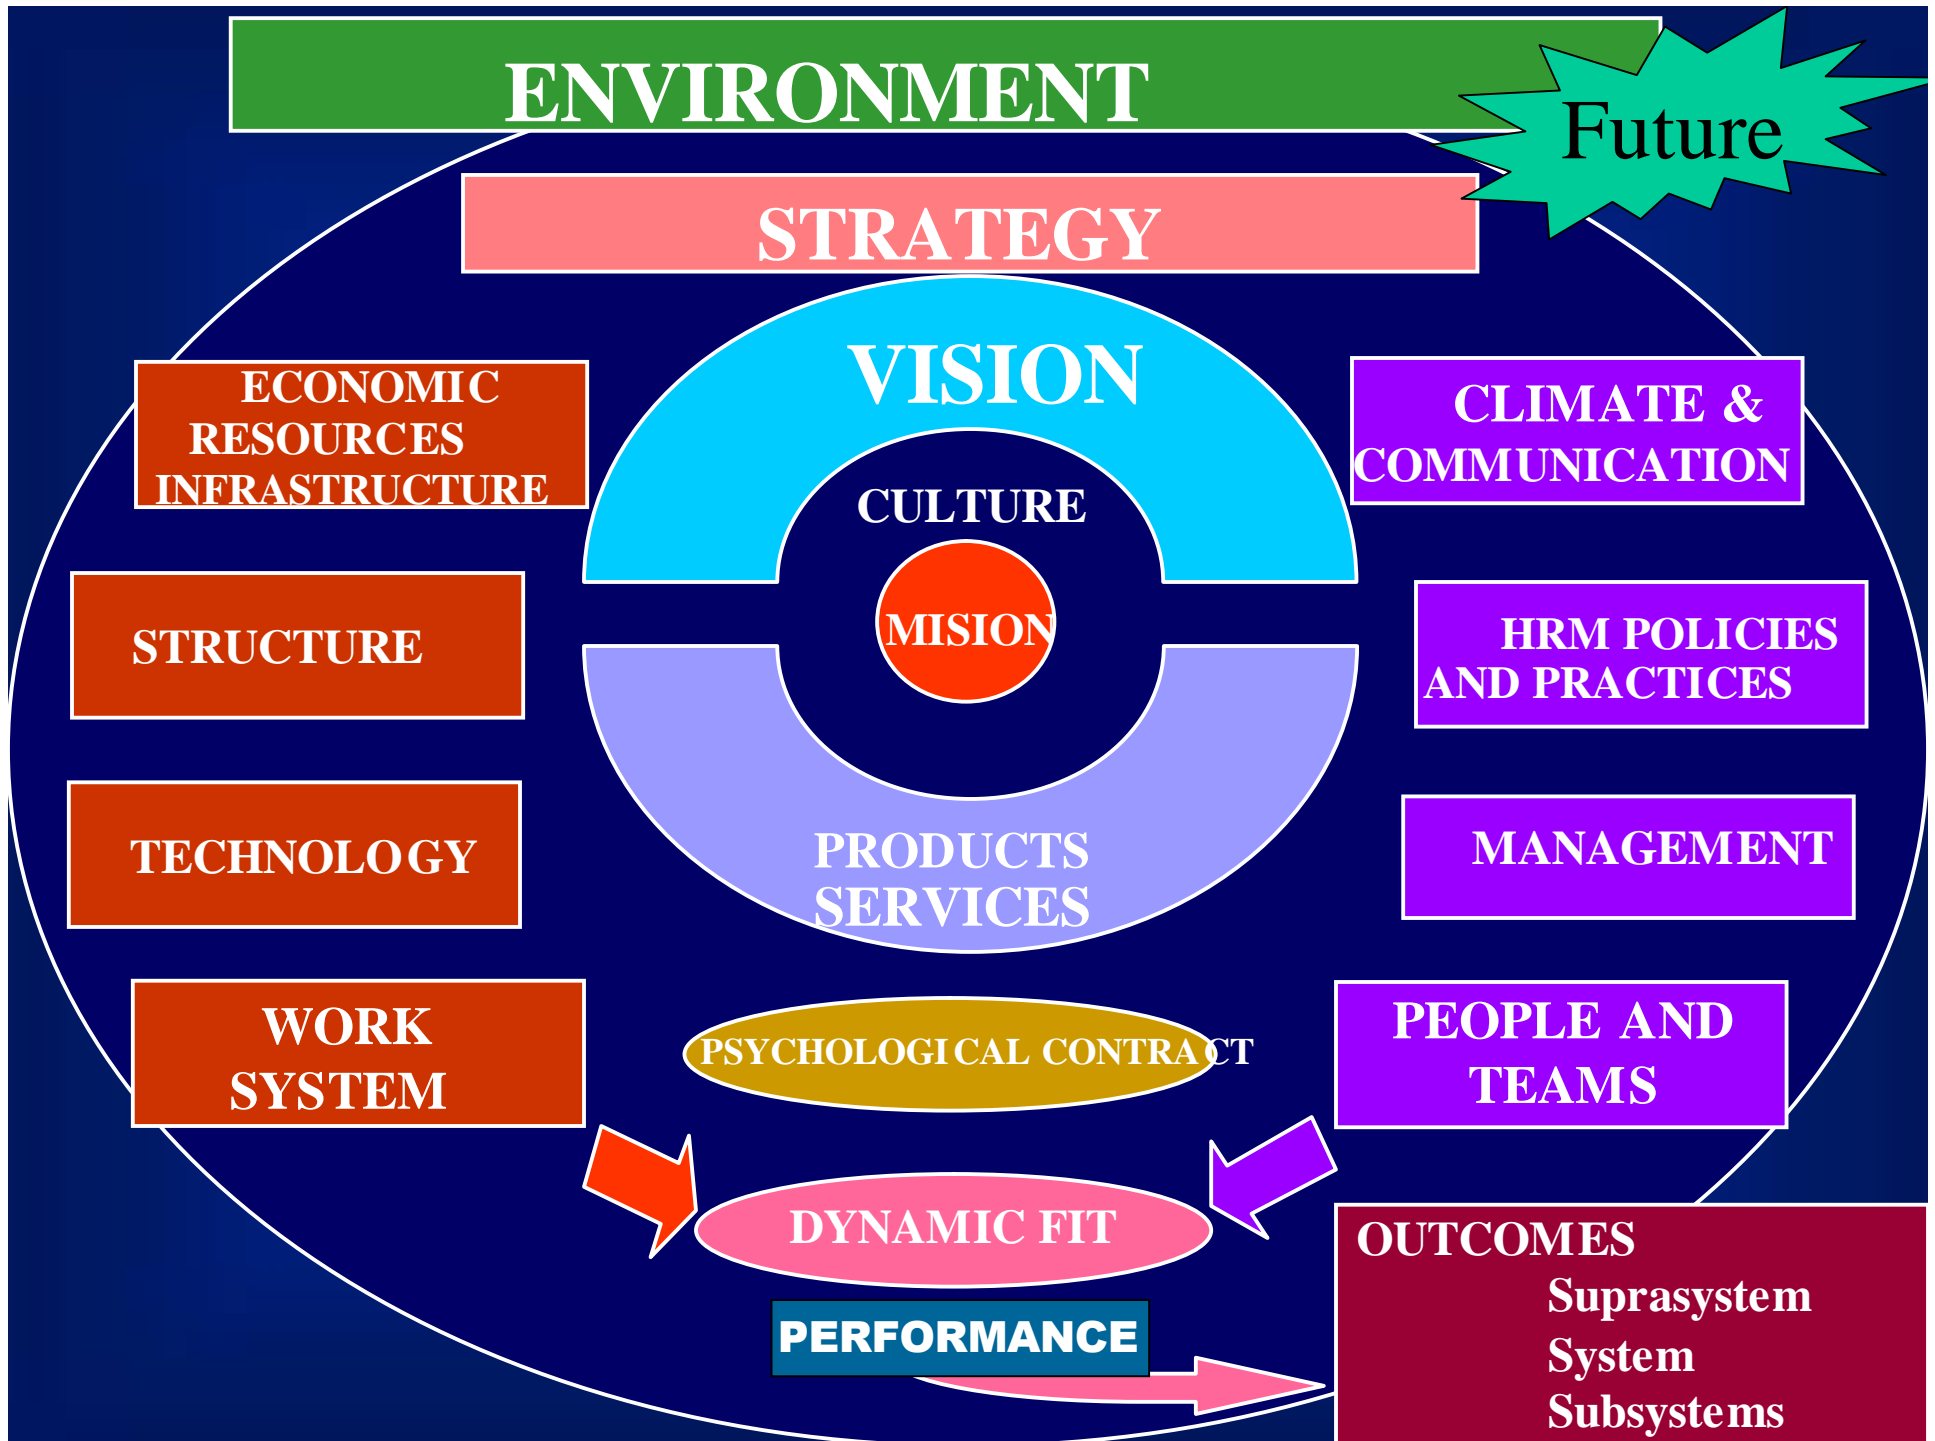 ENVIRONMENT
Future
STRATEGY
VISION
ECONOMIC
RESOURCES
INFRASTRUCTURE
CLIMATE &
COMMUNICATION
CULTURE
MISION
STRUCTURE
HRM POLICIES
AND PRACTICES
TECHNOLOGY
MANAGEMENT
PRODUCTS
SERVICES
WORK
SYSTEM
PSYCHOLOGICAL CONTRACT
PEOPLE AND
TEAMS
DYNAMIC FIT
PERFORMANCE
OUTCOMES
Suprasystem
System
Subsystems